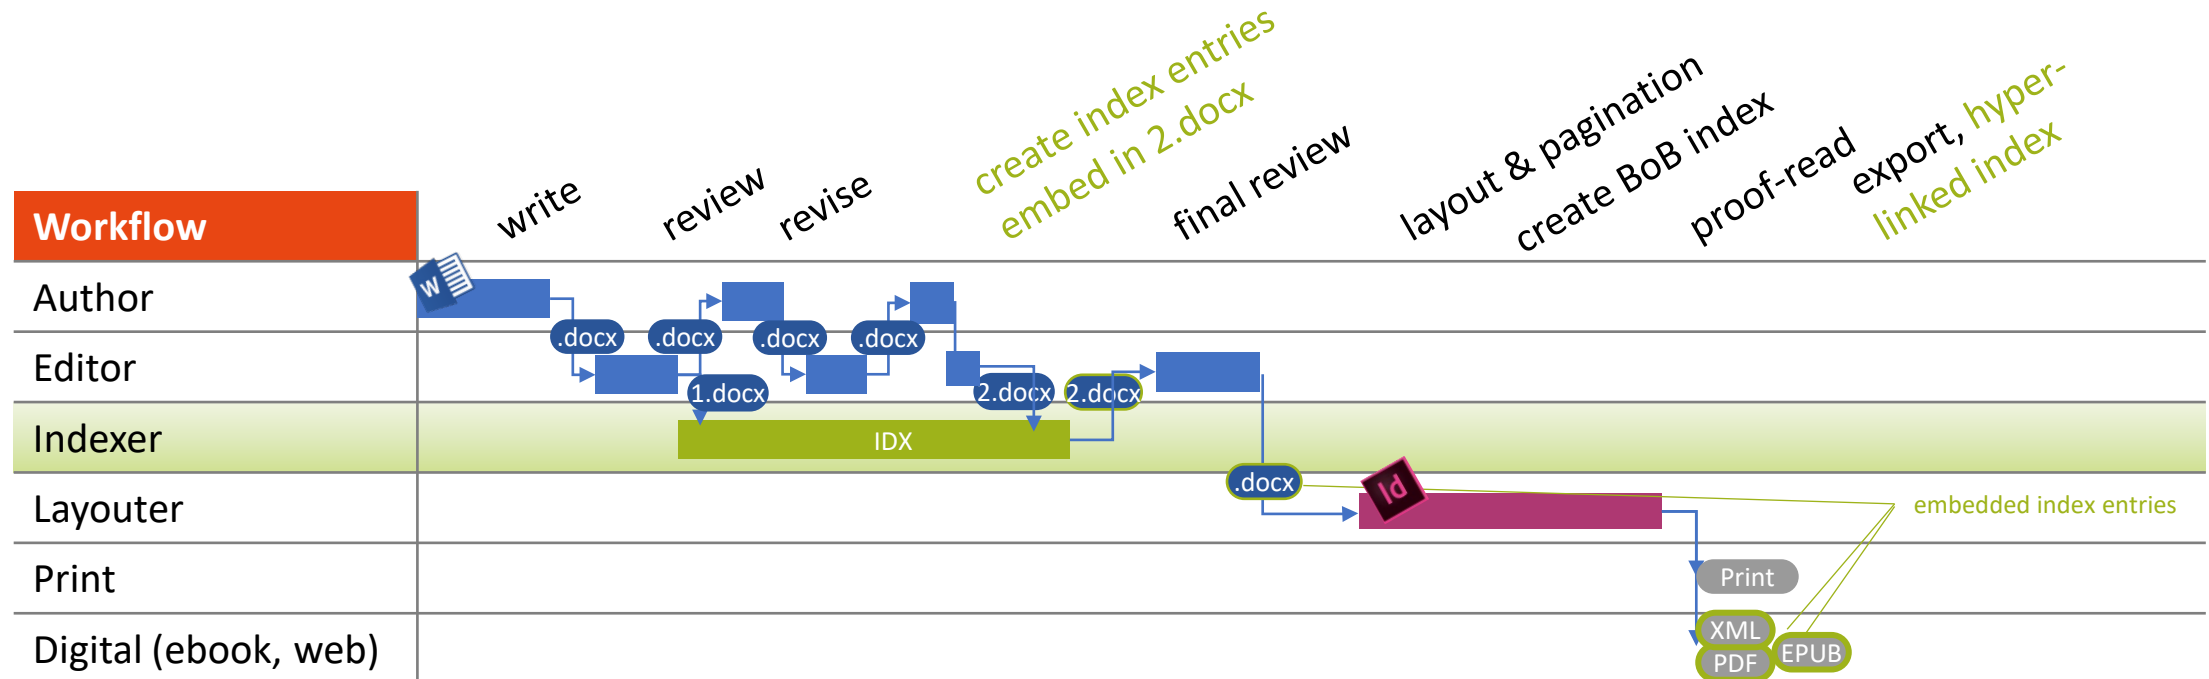 create index entries
embed in 2.docx
write
review
revise
final review
layout & pagination
create BoB index
proof-read
export, hyper-
linked index
Workflow
W
Author
.docx
.docx
.docx
.docx
Editor
1.docx
2.docx
2.docx
Indexer
IDX
.docx
Id
Layouter
embedded index entries
Print
Print
Digital (ebook, web)
XML
PDF
EPUB